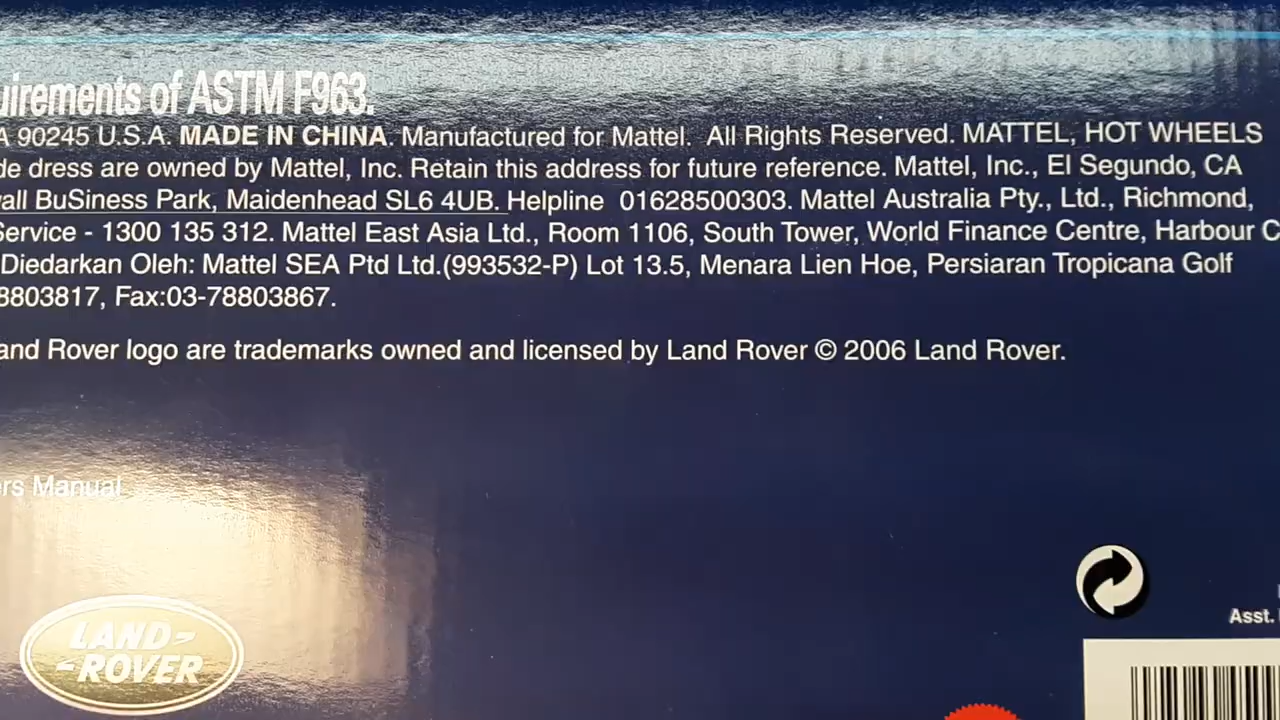 uirements of ASTM F963.
A 90245 U.S.A. MADE IN CHINA. Manufactured for Mattel. All Rights Reserved. MATTEL, HOT WHEELS
de dress are owned by Mattel, Inc. Retain this address for future reference. Mattel, Inc., El Segundo, CA
all BuSiness Park, Maidenhead SL6 4UB. Helpline 01628500303. Mattel Australia Pty., Ltd., Richmond,
Service - 1300 135 312. Mattel East Asia Ltd., Room 1106, South Tower, World Finance Centre, Harbour C
Diedarkan Oleh: Mattel SEA Ptd Ltd.(993532-P) Lot 13.5, Menara Lien Hoe, Persiaran Tropicana Golf
8803817, Fax:03-78803867.
and Rover logo are trademarks owned and licensed by Land Rover © 2006 Land Rover.
ers Manual
Asst.
LAND-
-ROVER